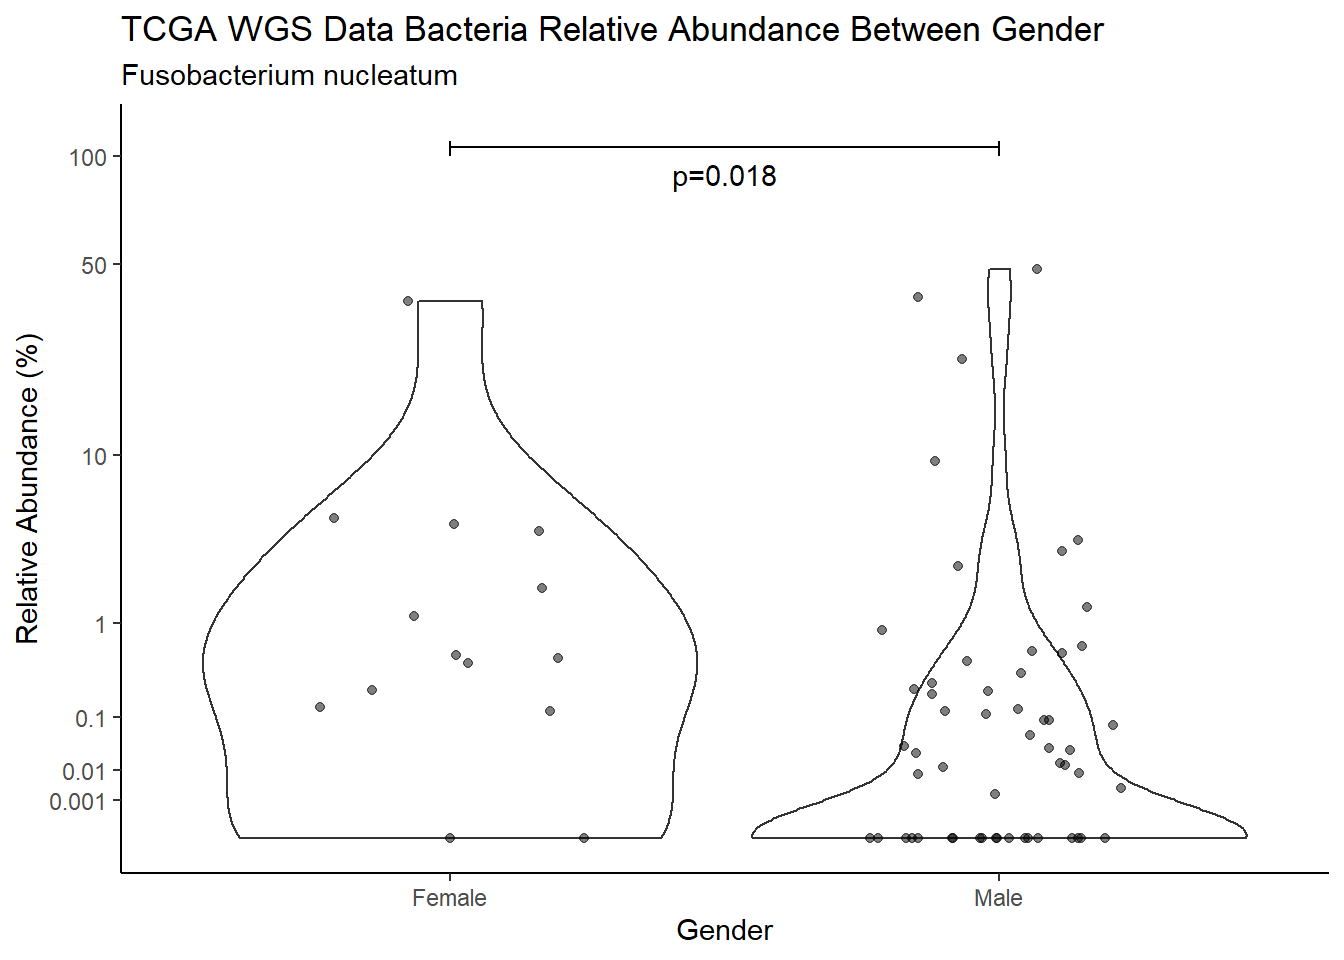 TCGA WGS Data Bacteria Relative Abundance Between Gender
Fusobacterium nucleatum
100
p=0.018
50
10
1
0.1
0.01
0.001
Relative Abundance (%)
Female
Male
Gender